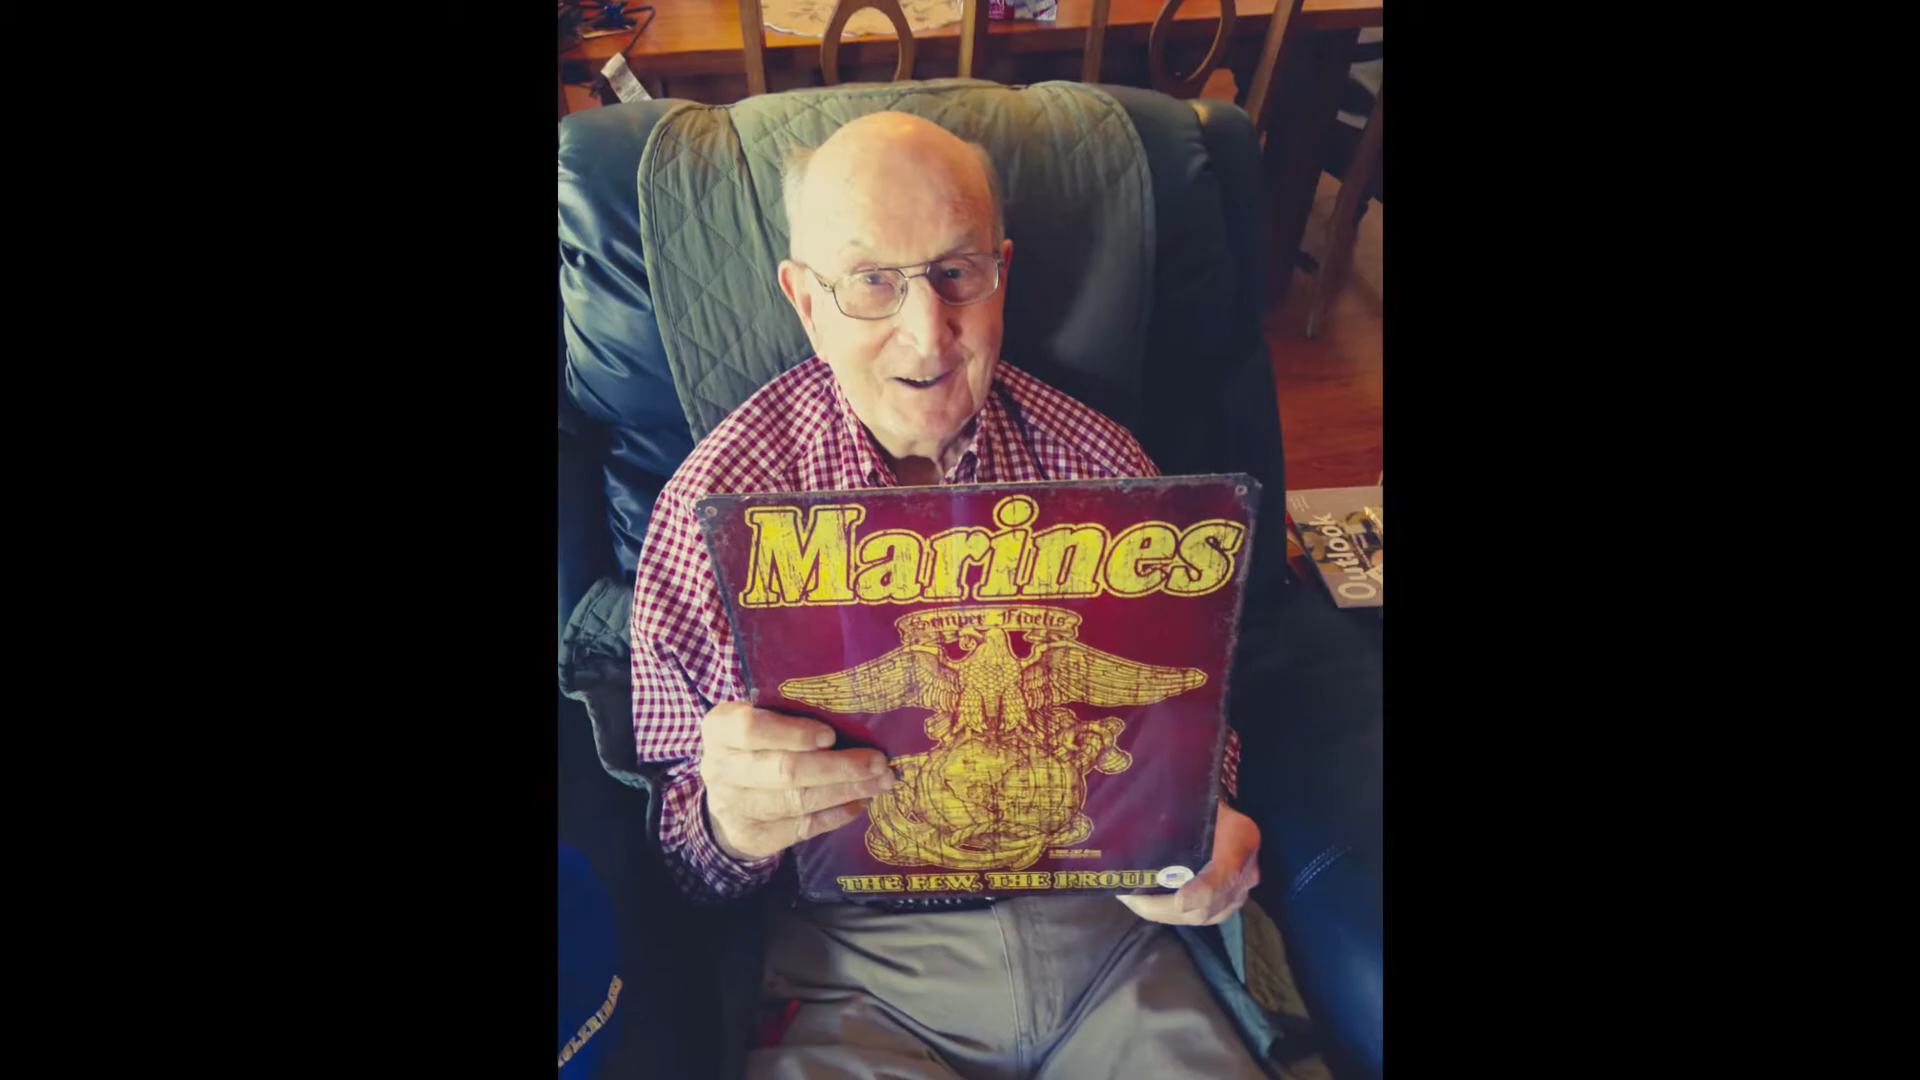 Outlook
Marines
Semper Fidelis
THE FEW, THE PROUD